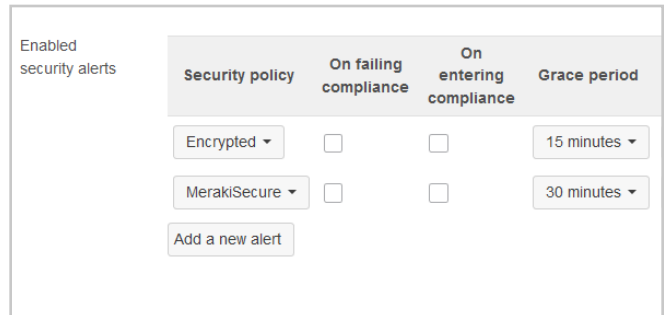 Enabled
security alerts
Security policy
On failing
compliance
On
entering
compliance
Grace period
Encrypted
15 minutes
MerakiSecure
30 minutes
Add a new alert